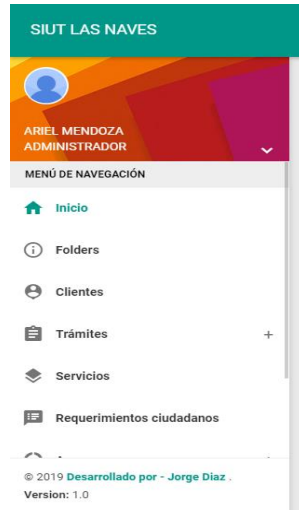 SIUT LAS NAVES
ARIEL MENDOZA
ADMINISTRADOR
MENÚ DE NAVEGACIÓN
Inicio
Folders
Clientes
Trámites +
Servicios
Requerimientos ciudadanos
© 2019 Desarrollado por - Jorge Diaz .
Version: 1.0